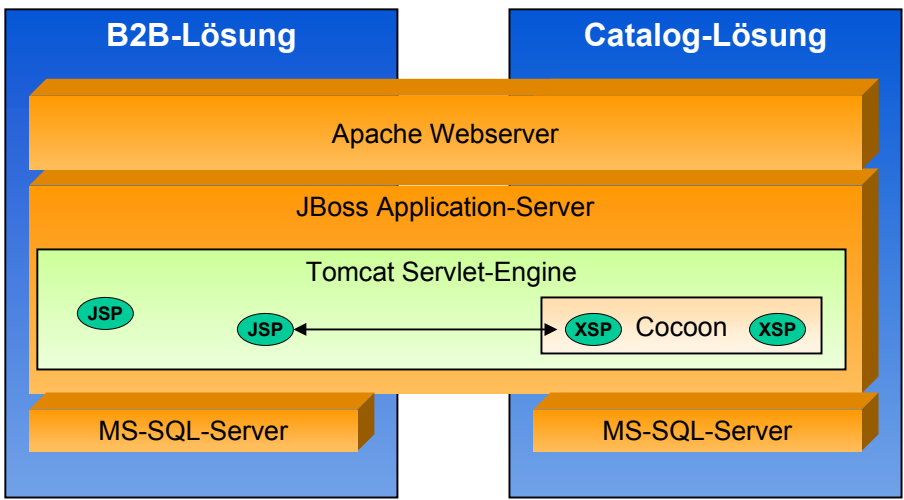 B2B-Lösung
Catalog-Lösung
Apache Webserver
JBoss Application-Server
Tomcat Servlet-Engine
JSP
JSP
XSP
Cocoon
XSP
MS-SQL-Server
MS-SQL-Server